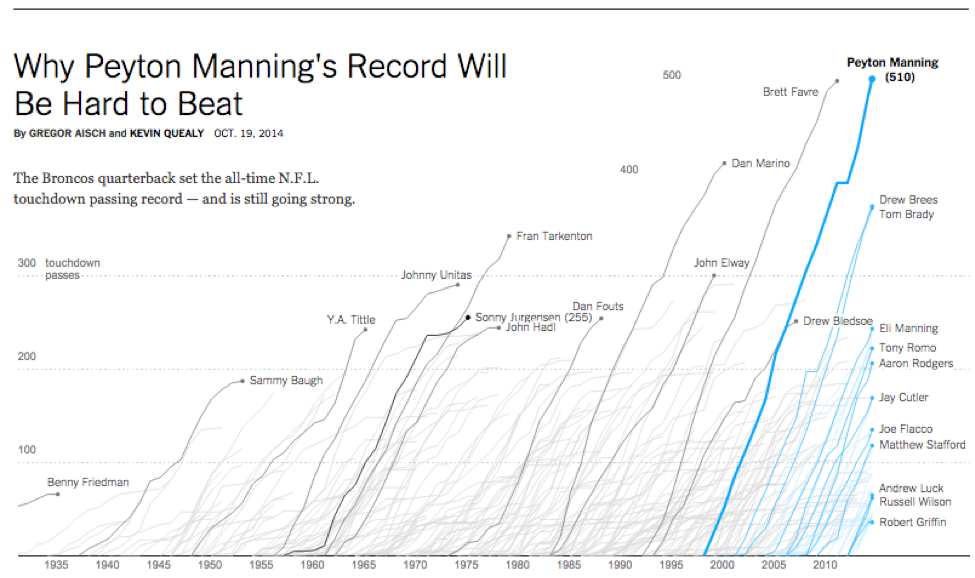 Why Peyton Manning's Record Will
Be Hard to Beat
By GREGOR AISCH and KEVIN QUEALY OCT. 19, 2014
The Broncos quarterback set the all-time N.F.L.
touchdown passing record — and is still going strong.
Peyton Manning
(510)
500
Brett Favre
Dan Marino
400
Drew Brees
Tom Brady
Fran Tarkenton
300 touchdown
passes
Johnny Unitas
John Elway
Dan Fouts
Y.A. Tittle
Sonny Jurgensen (255)
John Hadl
Drew Bledsoe
Eli Manning
Tony Romo
200
Aaron Rodgers
Sammy Baugh
Jay Cutler
Joe Flacco
Matthew Stafford
100
Benny Friedman
Andrew Luck
Russell Wilson
Robert Griffin
1935 1940 1945 1950 1955 1960 1965 1970 1975 1980 1985 1990 1995 2000 2005 2010